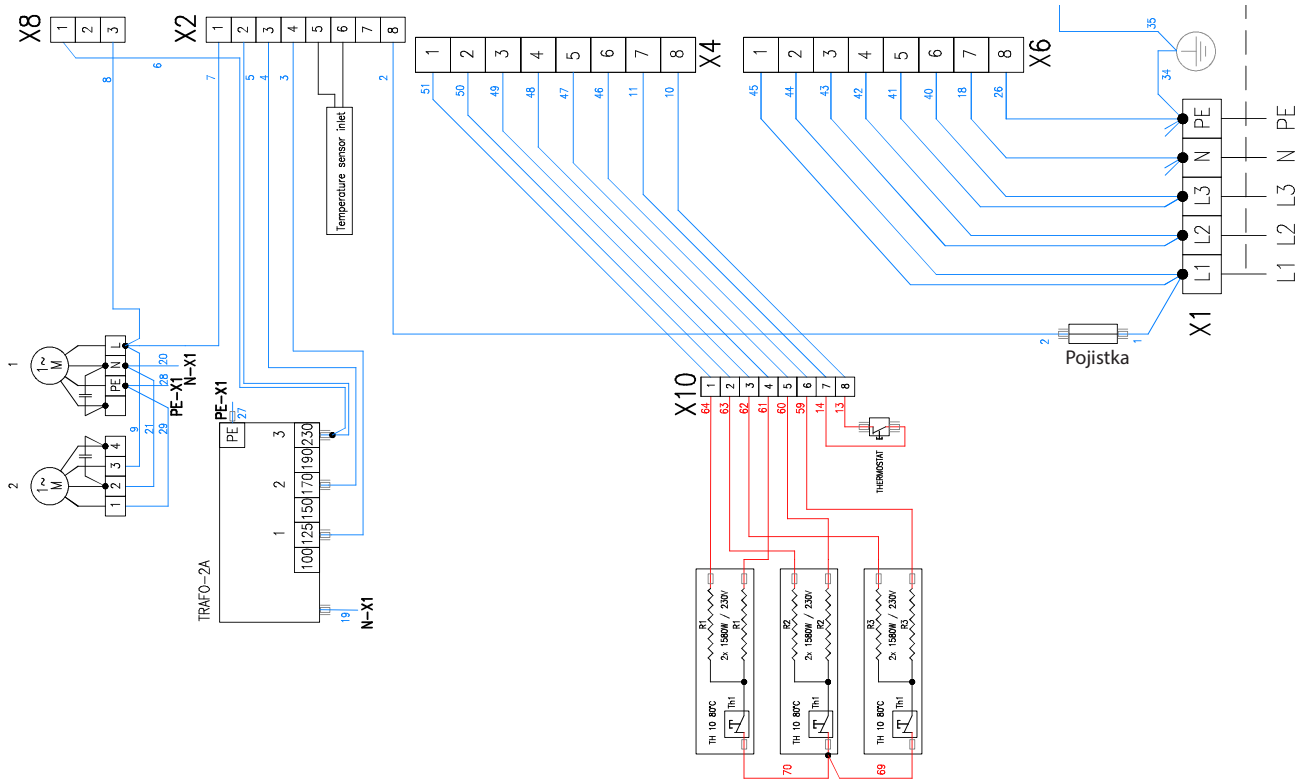 X8
1
2
3
8
6
X2
1
2
3
4
5
6
7
8
7
5
4
3
2
Temperature sensor inlet
1
2
3
4
5
6
7
8
X4
51
50
49
48
47
46
11
10
1
2
3
4
5
6
7
8
X6
45
44
43
42
41
40
18
26
35
34
PE
N
L3
L2
L1
X1
PE
N
L3
L2
L1
2
1
Pojistka
1
1~
M
L
N
PE
20
28
N-X1
PE-X1
9
21
29
2
1~
M
4
3
2
1
PE-X1
27
PE
3
2
1
230
190
170
150
125
100
TRAFO-2A
19
N-X1
X10
1
2
3
4
5
6
7
8
64
63
62
61
60
59
14
13
THERMOSTAT
R1
R1
2x 1580W / 230V
TH 10 80°C
Th1
R2
R2
2x 1580W / 230V
TH 10 80°C
Th1
R3
R3
2x 1580W / 230V
TH 10 80°C
Th1
70
69